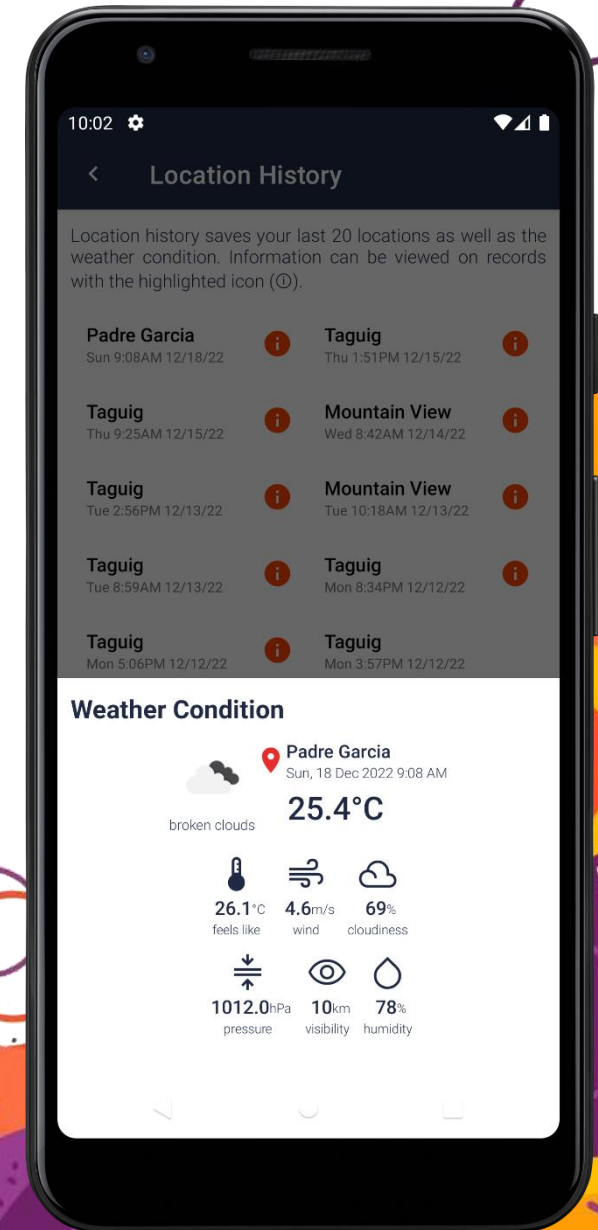 10:02
Location History
Location history saves your last 20 locations as well as the
weather condition. Information can be viewed on records
with the highlighted icon (ⓘ).
Padre Garcia
Sun 9:08AM 12/18/22
Taguig
Thu 1:51PM 12/15/22
Taguig
Thu 9:25AM 12/15/22
Mountain View
Wed 8:42AM 12/14/22
Taguig
Tue 2:56PM 12/13/22
Mountain View
Tue 10:18AM 12/13/22
Taguig
Tue 8:59AM 12/13/22
Taguig
Mon 8:34PM 12/12/22
Taguig
Mon 5:06PM 12/12/22
Taguig
Mon 3:57PM 12/12/22
Weather Condition
Padre Garcia
Sun, 18 Dec 2022 9:08 AM
25.4°C
broken clouds
26.1°C 4.6m/s 69%
feels like wind cloudiness
1012.0hPa 10km 78%
pressure visibility humidity